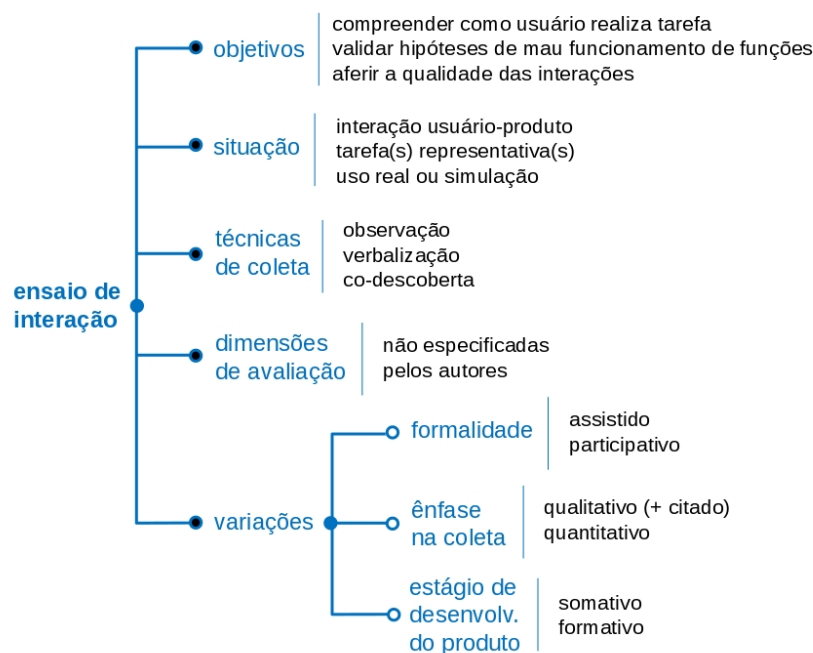 ensaio de
interação
objetivos
compreender como usuário realiza tarefa
validar hipóteses de mau funcionamento de funções
aferir a qualidade das interações
situação
interação usuário-produto
tarefa(s) representativa(s)
uso real ou simulação
técnicas
de coleta
observação
verbalização
co-descoberta
dimensões
de avaliação
não especificadas
pelos autores
variações
formalidade
assistido
participativo
ênfase
na coleta
qualitativo (+ citado)
quantitativo
estágio de
desenvolv.
do produto
somativo
formativo